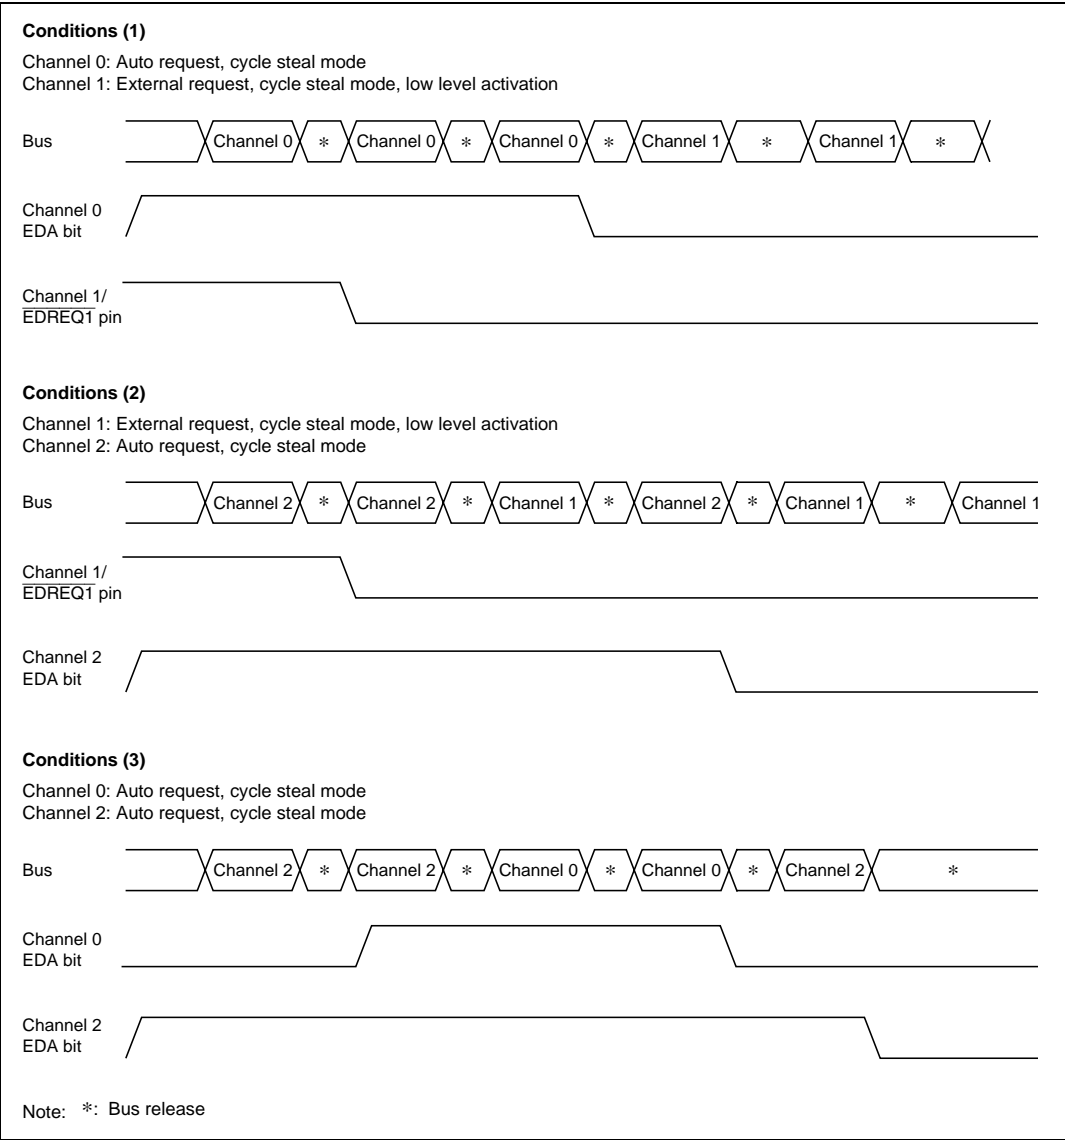 Conditions (1)
Channel 0: Auto request, cycle steal mode
Channel 1: External request, cycle steal mode, low level activation
Bus Channel 0 * Channel 0 * Channel 0 * Channel 1 * Channel 1 *
Channel 0
EDA bit
Channel 1/
EDREQ1 pin
Conditions (2)
Channel 1: External request, cycle steal mode, low level activation
Channel 2: Auto request, cycle steal mode
Bus Channel 2 * Channel 2 * Channel 1 * Channel 2 * Channel 1 * Channel 1
Channel 1/
EDREQ1 pin
Channel 2
EDA bit
Conditions (3)
Channel 0: Auto request, cycle steal mode
Channel 2: Auto request, cycle steal mode
Bus Channel 2 * Channel 2 * Channel 0 * Channel 0 * Channel 2 *
Channel 0
EDA bit
Channel 2
EDA bit
Note: *: Bus release